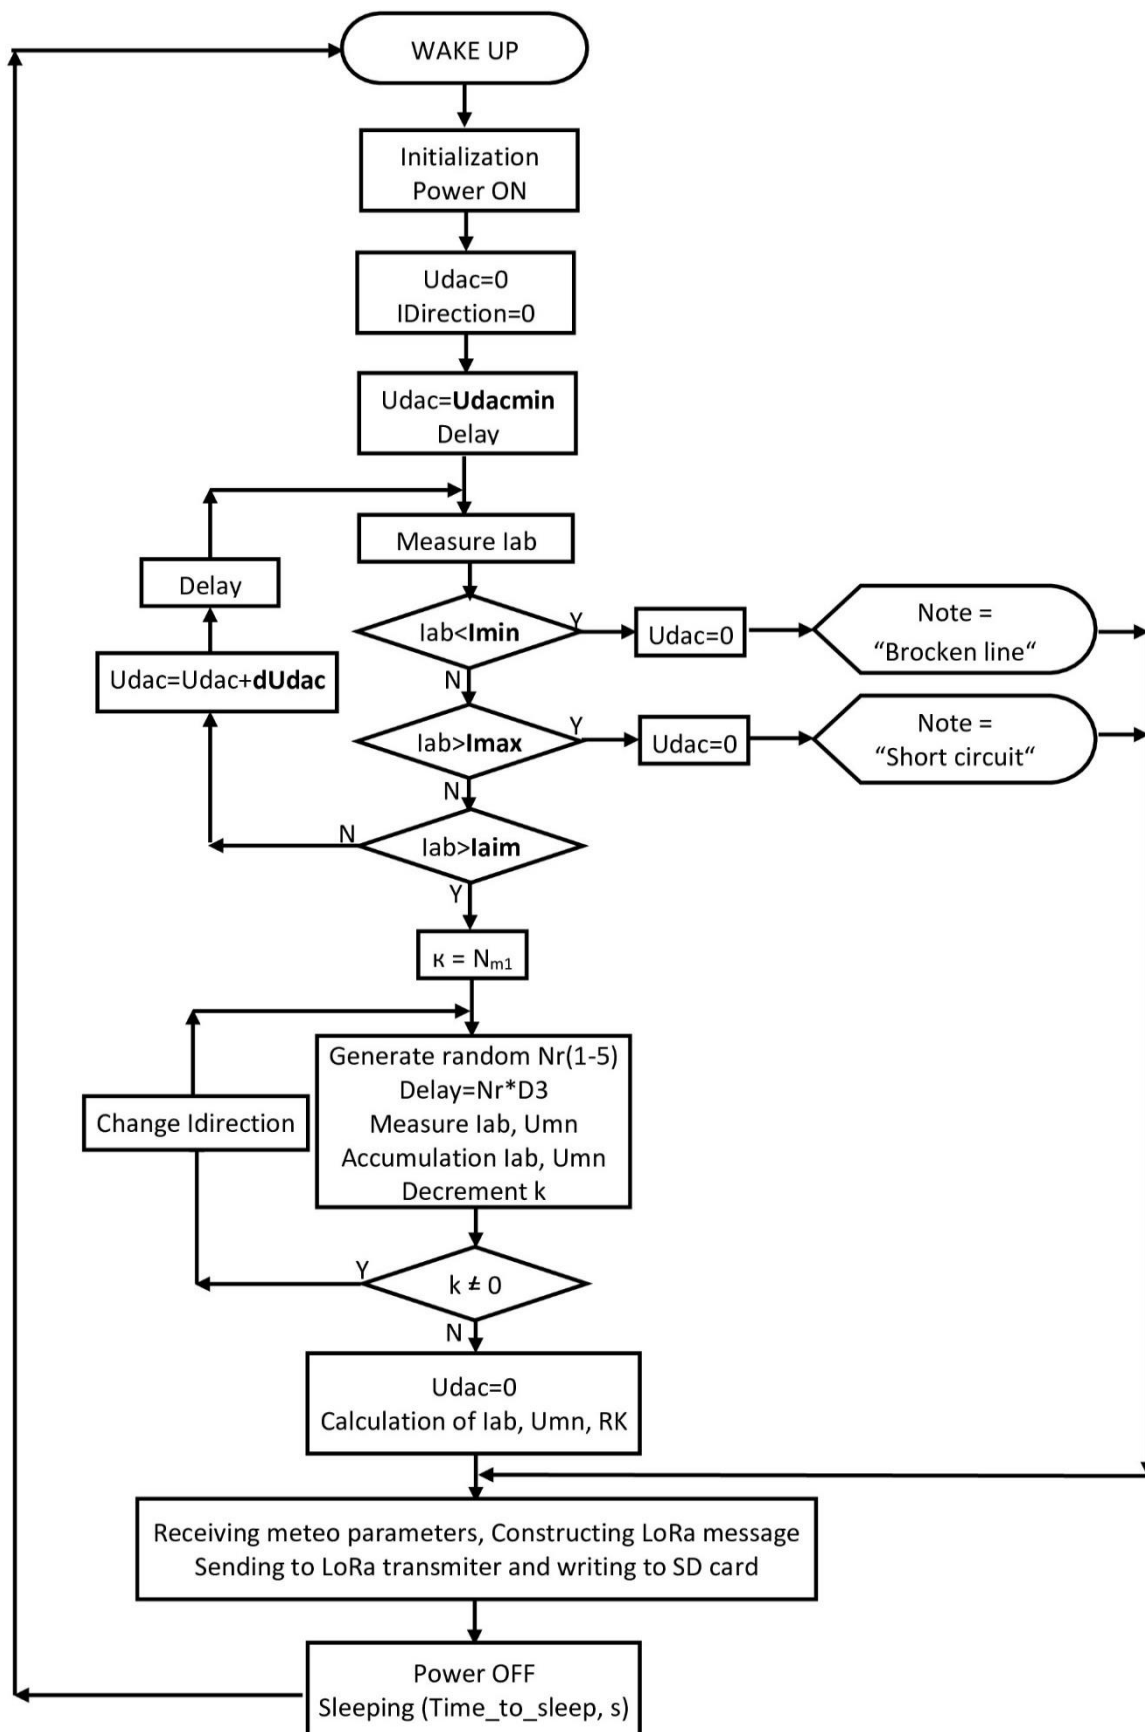 WAKE UP
Initialization
Power ON
Udac=0
IDirection=0
Udac=Udacmin
Delay
Measure Iab
Delay
Iab<Imin
Y
Udac=0
Note =
“Brocken line“
Udac=Udac+dUdac
N
Iab>Imax
Y
Udac=0
Note =
“Short circuit“
N
Iab>Iaim
N
Y
κ = Nm1
Generate random Nr(1-5)
Delay=Nr*D3
Measure Iab, Umn
Accumulation Iab, Umn
Decrement k
Change Idirection
k ≠ 0
Y
N
Udac=0
Calculation of Iab, Umn, RK
Receiving meteo parameters, Constructing LoRa message
Sending to LoRa transmiter and writing to SD card
Power OFF
Sleeping (Time_to_sleep, s)